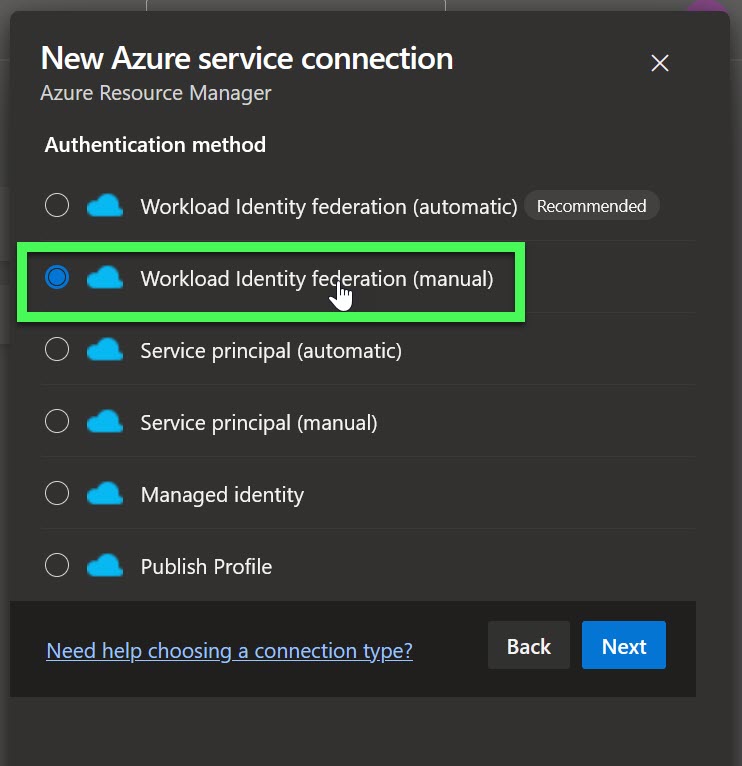 New Azure service connection
Azure Resource Manager
Authentication method
Workload Identity federation (automatic) Recommended
Workload Identity federation (manual)
Service principal (automatic)
Service principal (manual)
Managed identity
Publish Profile
Need help choosing a connection type? Back Next